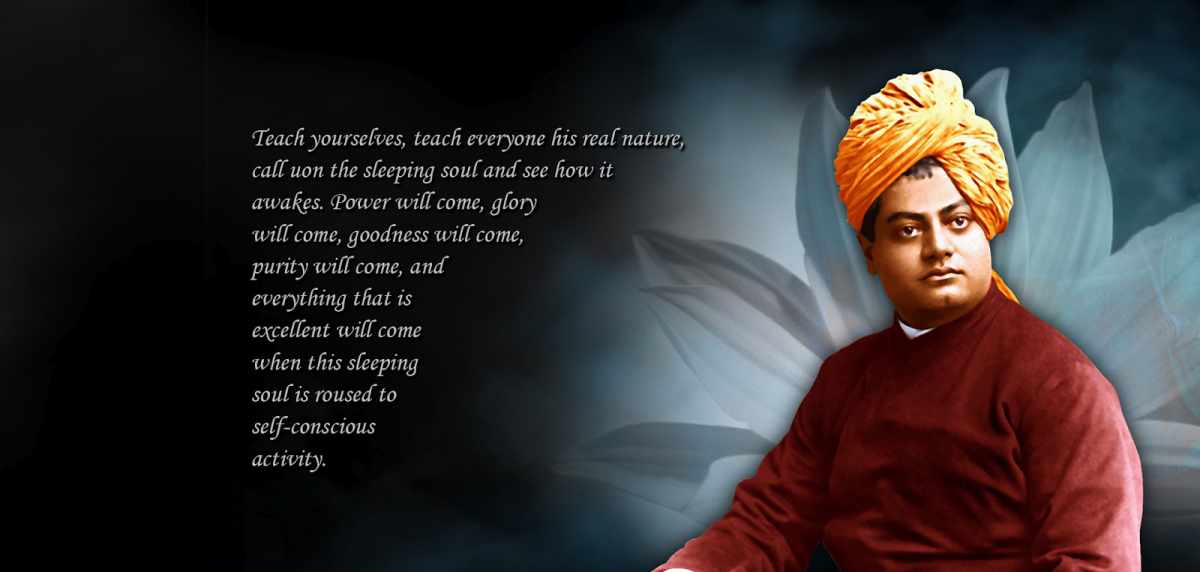 Teach yourselves, teach everyone his real nature,
call uon the sleeping soul and see how it
awakes. Power will come, glory
will come, goodness will come,
purity will come, and
everything that is
excellent will come
when this sleeping
soul is roused to
self-conscious
activity.